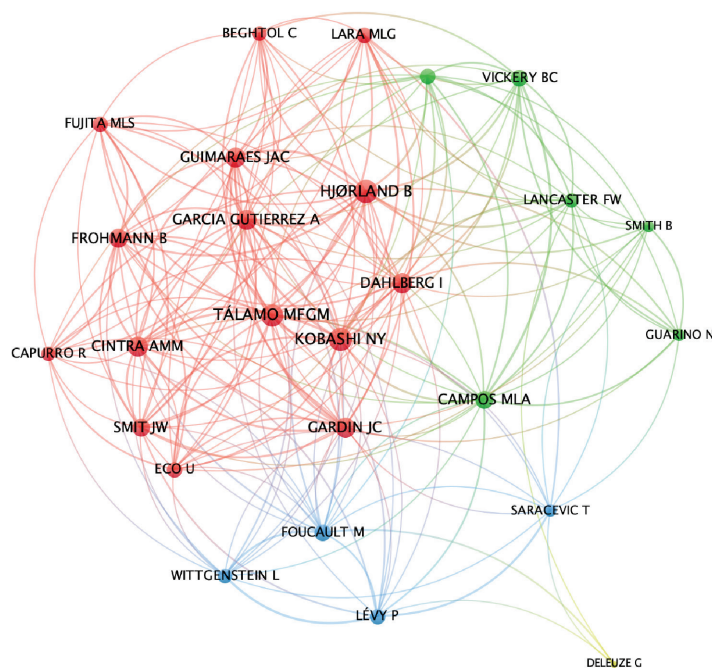 BEGHTOL C
LARA MLG
VICKERY BC
FUJITA MLS
GUIMARAES JAC
HJØRLAND B
LANCASTER FW
GARCIA GUTIERREZ A
SMITH B
FROHMANN B
DAHLBERG I
TÁLAMO MFGM
KOBASHI NY
GUARINO N
CINTRA AMM
CAPURRO R
CAMPOS MLA
SMIT JW
GARDIN JC
ECO U
SARACEVIC T
FOUCAULT M
WITTGENSTEIN L
LÉVY P
DELEUZE G